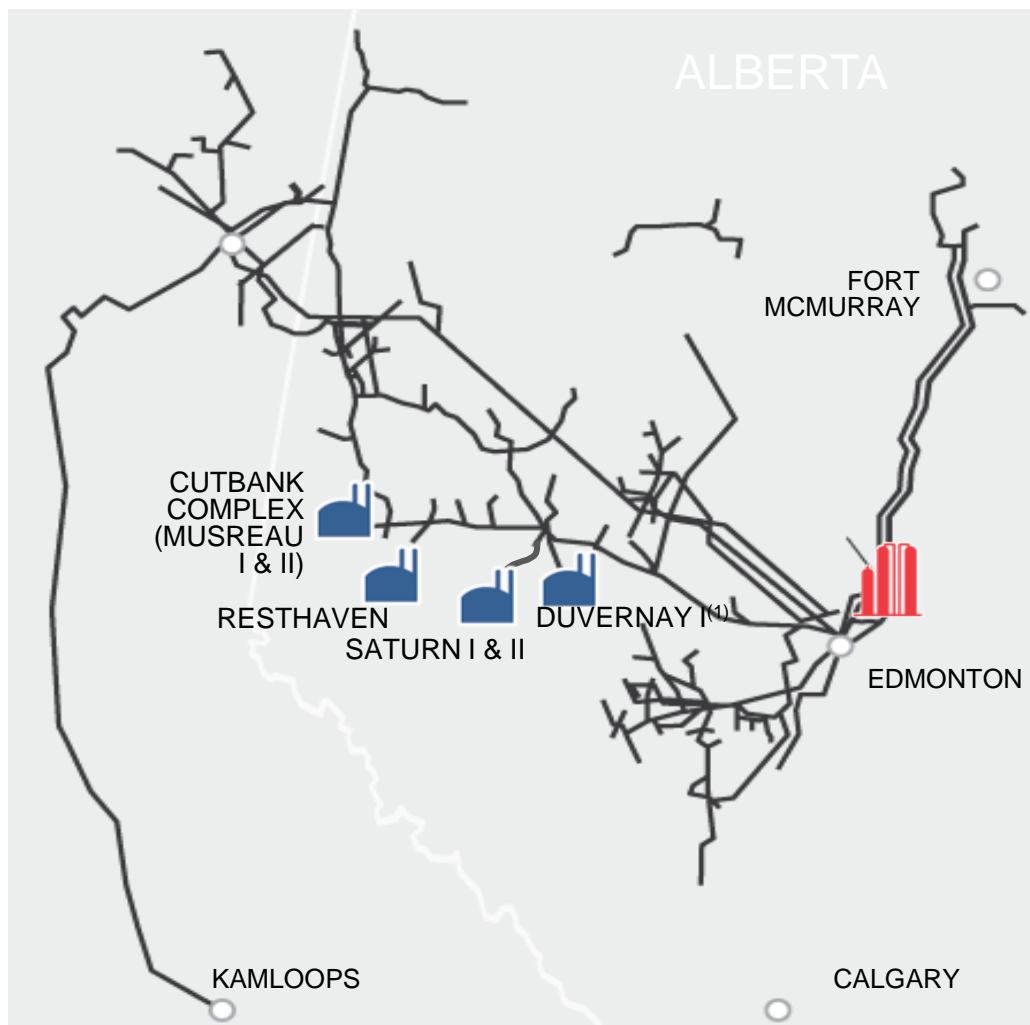 ALBERTA
FORT
MCMURRAY
CUTBANK
COMPLEX
(MUSREAU
I & II)
RESTHAVEN
DUVERNAY I(1)
SATURN I & II
EDMONTON
KAMLOOPS
CALGARY